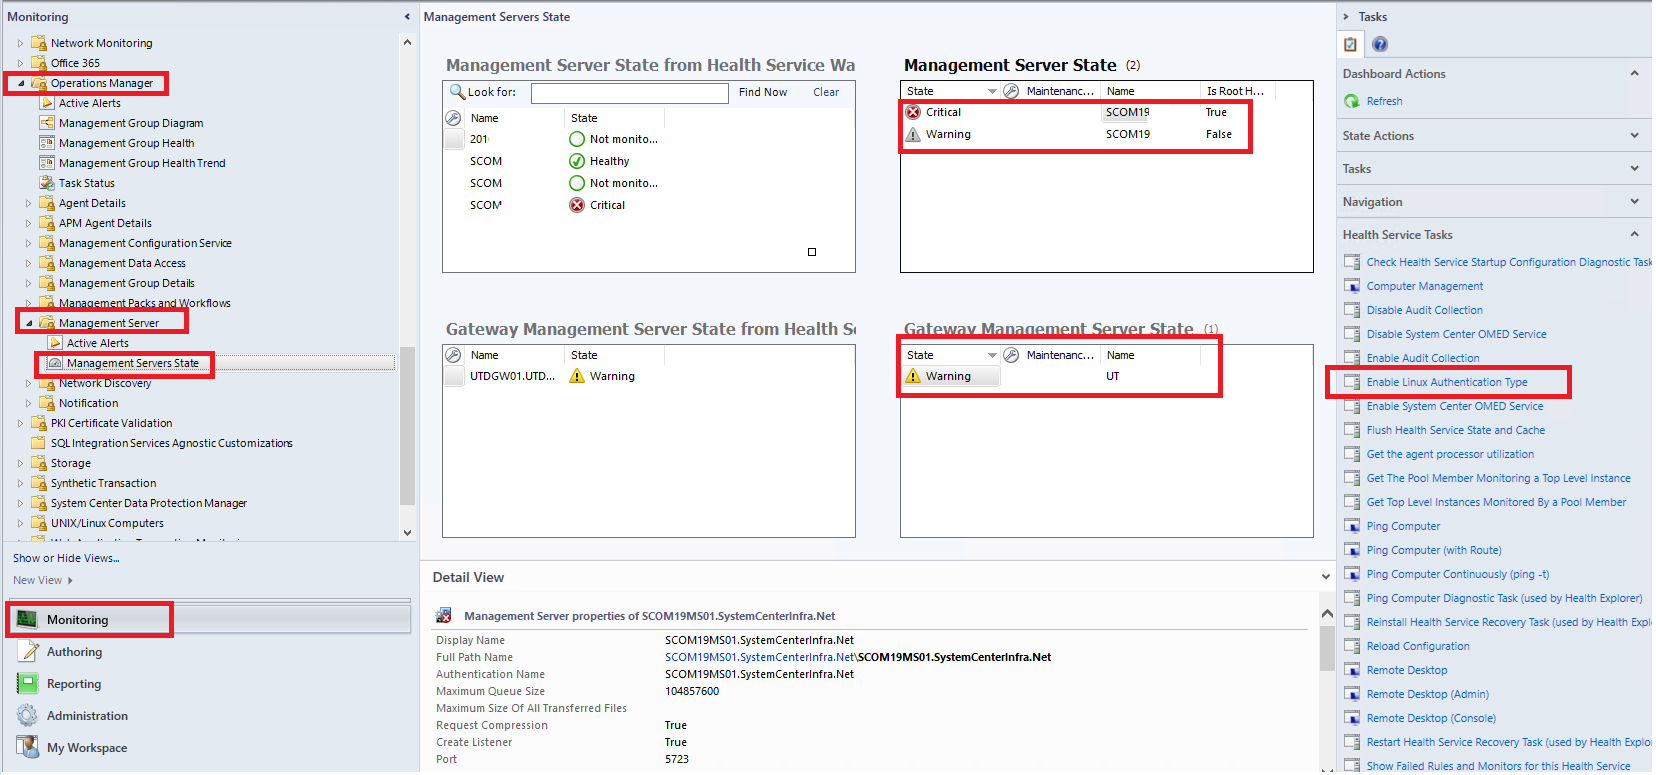 Monitoring
Network Monitoring
Office 365
Operations Manager
Active Alerts
Management Group Diagram
Management Group Health
Management Group Health Trend
Task Status
Agent Details
APM Agent Details
Management Configuration Service
Management Data Access
Management Group Details
Management Packs and Workflows
Management Server
Active Alerts
Management Servers State
Network Discovery
Notification
PKI Certificate Validation
SQL Integration Services Agnostic Customizations
Storage
Synthetic Transaction
System Center Data Protection Manager
UNIX/Linux Computers
Show or Hide Views...
New View
Monitoring
Authoring
Reporting
Administration
My Workspace
Management Servers State
Management Server State from Health Service Wa
Look for: Find Now Clear
Name State
201 Not monito...
SCOM Healthy
SCOM Not monito...
SCOM Critical
Management Server State (2)
State Maintenanc... Name Is Root H...
Critical SCOM19 True
Warning SCOM19 False
Gateway Management Server State from Health Se
Name State
UTDGW01.UTD... Warning
Gateway Management Server State (1)
State Maintenanc... Name
Warning UT
Detail View
Management Server properties of SCOM19MS01.SystemCenterInfra.Net
Display Name SCOM19MS01.SystemCenterInfra.Net
Full Path Name SCOM19MS01.SystemCenterInfra.Net\SCOM19MS01.SystemCenterInfra.Net
Authentication Name SCOM19MS01.SystemCenterInfra.Net
Maximum Queue Size 104857600
Maximum Size Of All Transferred Files
Request Compression True
Create Listener True
Port 5723
Tasks
Dashboard Actions
Refresh
State Actions
Tasks
Navigation
Health Service Tasks
Check Health Service Startup Configuration Diagnostic Task
Computer Management
Disable Audit Collection
Disable System Center OMED Service
Enable Audit Collection
Enable Linux Authentication Type
Enable System Center OMED Service
Flush Health Service State and Cache
Get the agent processor utilization
Get The Pool Member Monitoring a Top Level Instance
Get Top Level Instances Monitored By a Pool Member
Ping Computer
Ping Computer (with Route)
Ping Computer Continuously (ping -t)
Ping Computer Diagnostic Task (used by Health Explorer)
Reinstall Health Service Recovery Task (used by Health Expl
Reload Configuration
Remote Desktop
Remote Desktop (Admin)
Remote Desktop (Console)
Restart Health Service Recovery Task (used by Health Explor
Show Failed Rules and Monitors for this Health Service